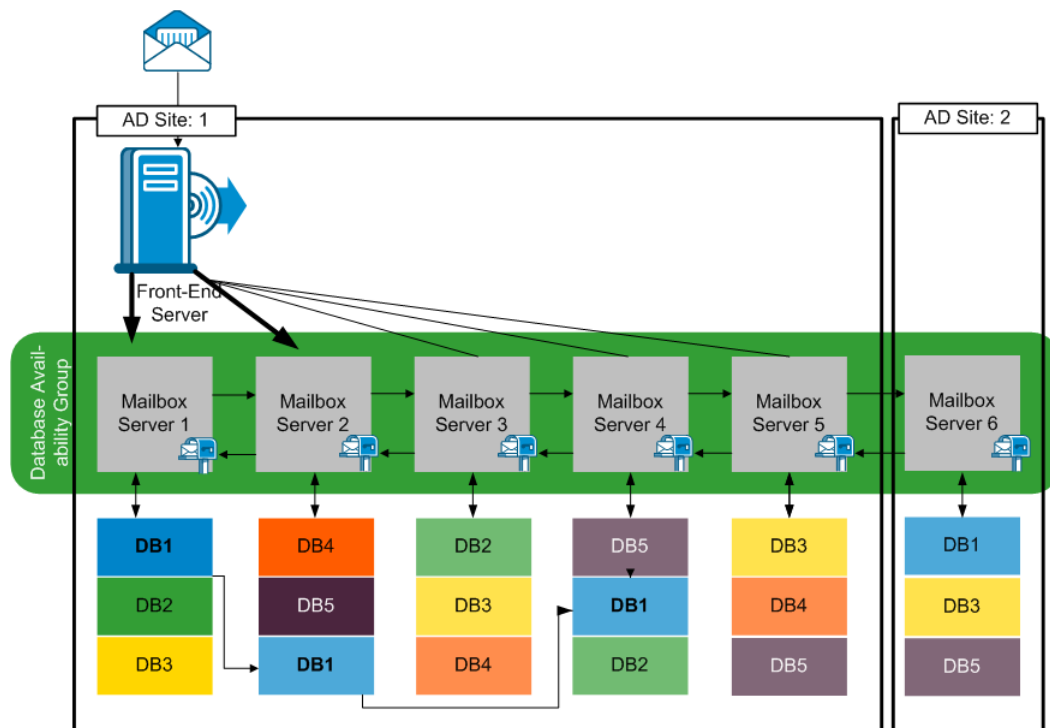 AD Site: 1
AD Site: 2
Front-End
Server
Database Avail-
ability Group
Mailbox
Server 1
Mailbox
Server 2
Mailbox
Server 3
Mailbox
Server 4
Mailbox
Server 5
Mailbox
Server 6
DB1
DB2
DB3
DB4
DB5
DB1
DB2
DB3
DB4
DB5
DB1
DB2
DB3
DB4
DB5
DB1
DB3
DB5